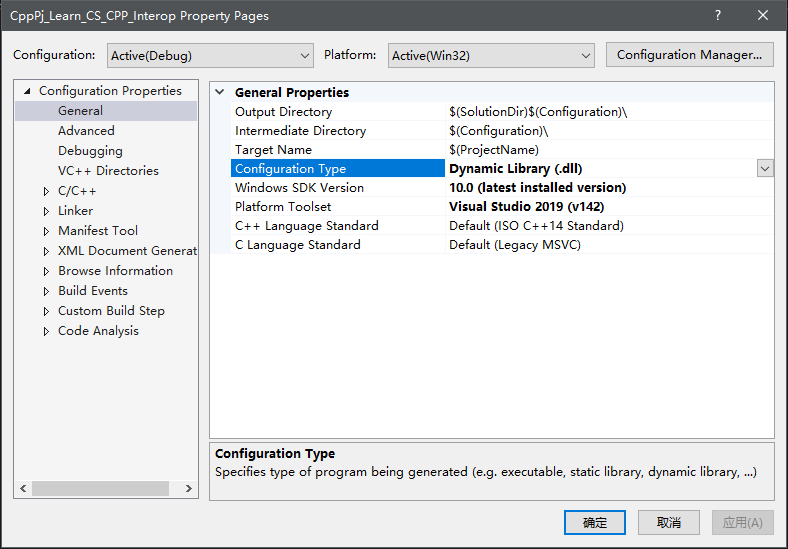 CppPj_Learn_CS_CPP_Interop Property Pages
?
Configuration: Active(Debug) Platform: Active(Win32) Configuration Manager...
Configuration Properties
General
Advanced
Debugging
VC++ Directories
C/C++
Linker
Manifest Tool
XML Document Generat
Browse Information
Build Events
Custom Build Step
Code Analysis
General Properties
Output Directory $(SolutionDir)$(Configuration)\
Intermediate Directory $(Configuration)\
Target Name $(ProjectName)
Configuration Type Dynamic Library (.dll)
Windows SDK Version 10.0 (latest installed version)
Platform Toolset Visual Studio 2019 (v142)
C++ Language Standard Default (ISO C++14 Standard)
C Language Standard Default (Legacy MSVC)
Configuration Type
Specifies type of program being generated (e.g. executable, static library, dynamic library, ...)
确定 取消 应用(A)